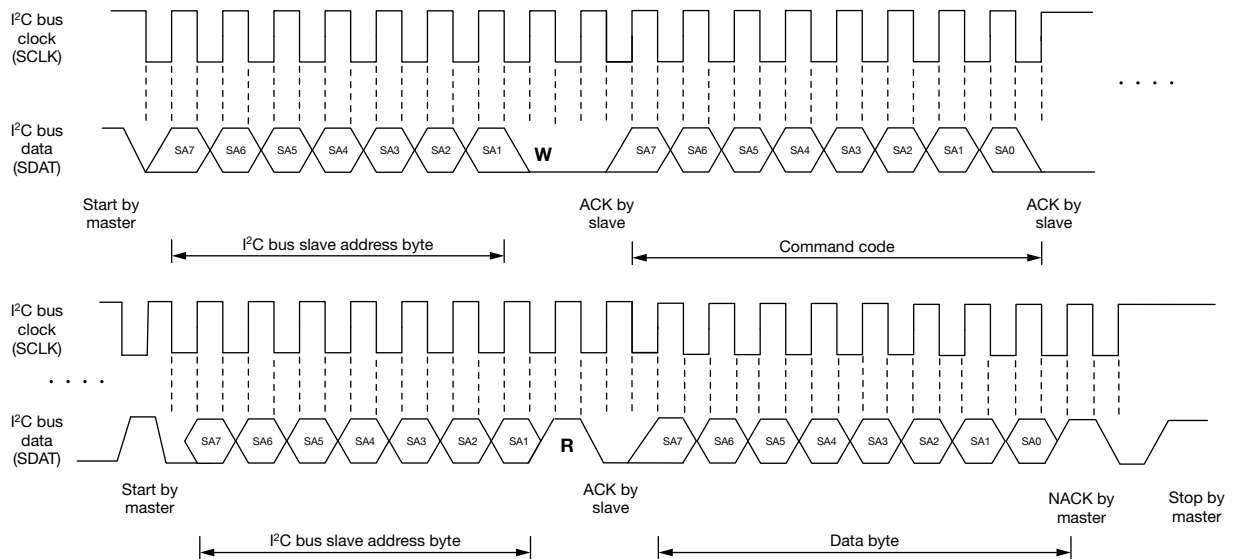 I²C bus
clock
(SCLK)
. . . .
I²C bus
data
(SDAT)
SA7 SA6 SA5 SA4 SA3 SA2 SA1 W SA7 SA6 SA5 SA4 SA3 SA2 SA1 SA0
Start by
master
ACK by
slave
ACK by
slave
I²C bus slave address byte
Command code
I²C bus
clock
(SCLK)
. . . .
I²C bus
data
(SDAT)
SA7 SA6 SA5 SA4 SA3 SA2 SA1 R SA7 SA6 SA5 SA4 SA3 SA2 SA1 SA0
Start by
master
ACK by
slave
NACK by
master
Stop by
master
I²C bus slave address byte
Data byte